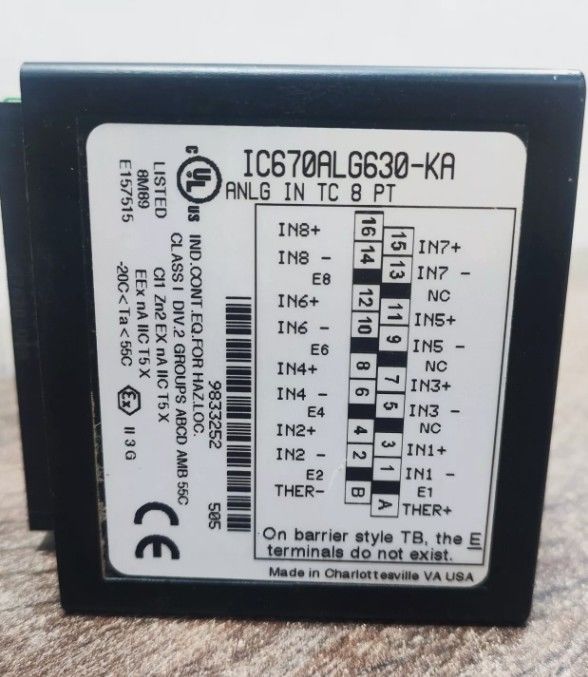 IC670ALG630-KA
ANLG IN TC 8 PT
C UL US
LISTED
8M89
E157515
IND.CONT.EQ.FOR HAZ.LOC.
CLASS I DIV.2 GROUPS ABCD AMB 55C
Cl1 Zn2 EX nA IIC T5 X
EEx nA IIC T5 X
-20C<Ta<55C
Ex II 3 G
CE
9833252 505
IN8+ 16 15 IN7+
IN8 - 14 13 IN7 -
E8 NC
IN6+ 12 11 IN5+
IN6 - 10 9 IN5 -
E6 NC
IN4+ 8 7 IN3+
IN4 - 6 5 IN3 -
E4 NC
IN2+ 4 3 IN1+
IN2 - 2 1 IN1 -
E2 E1
THER- B A THER+
On barrier style TB, the E
terminals do not exist.
Made in Charlottesville VA USA